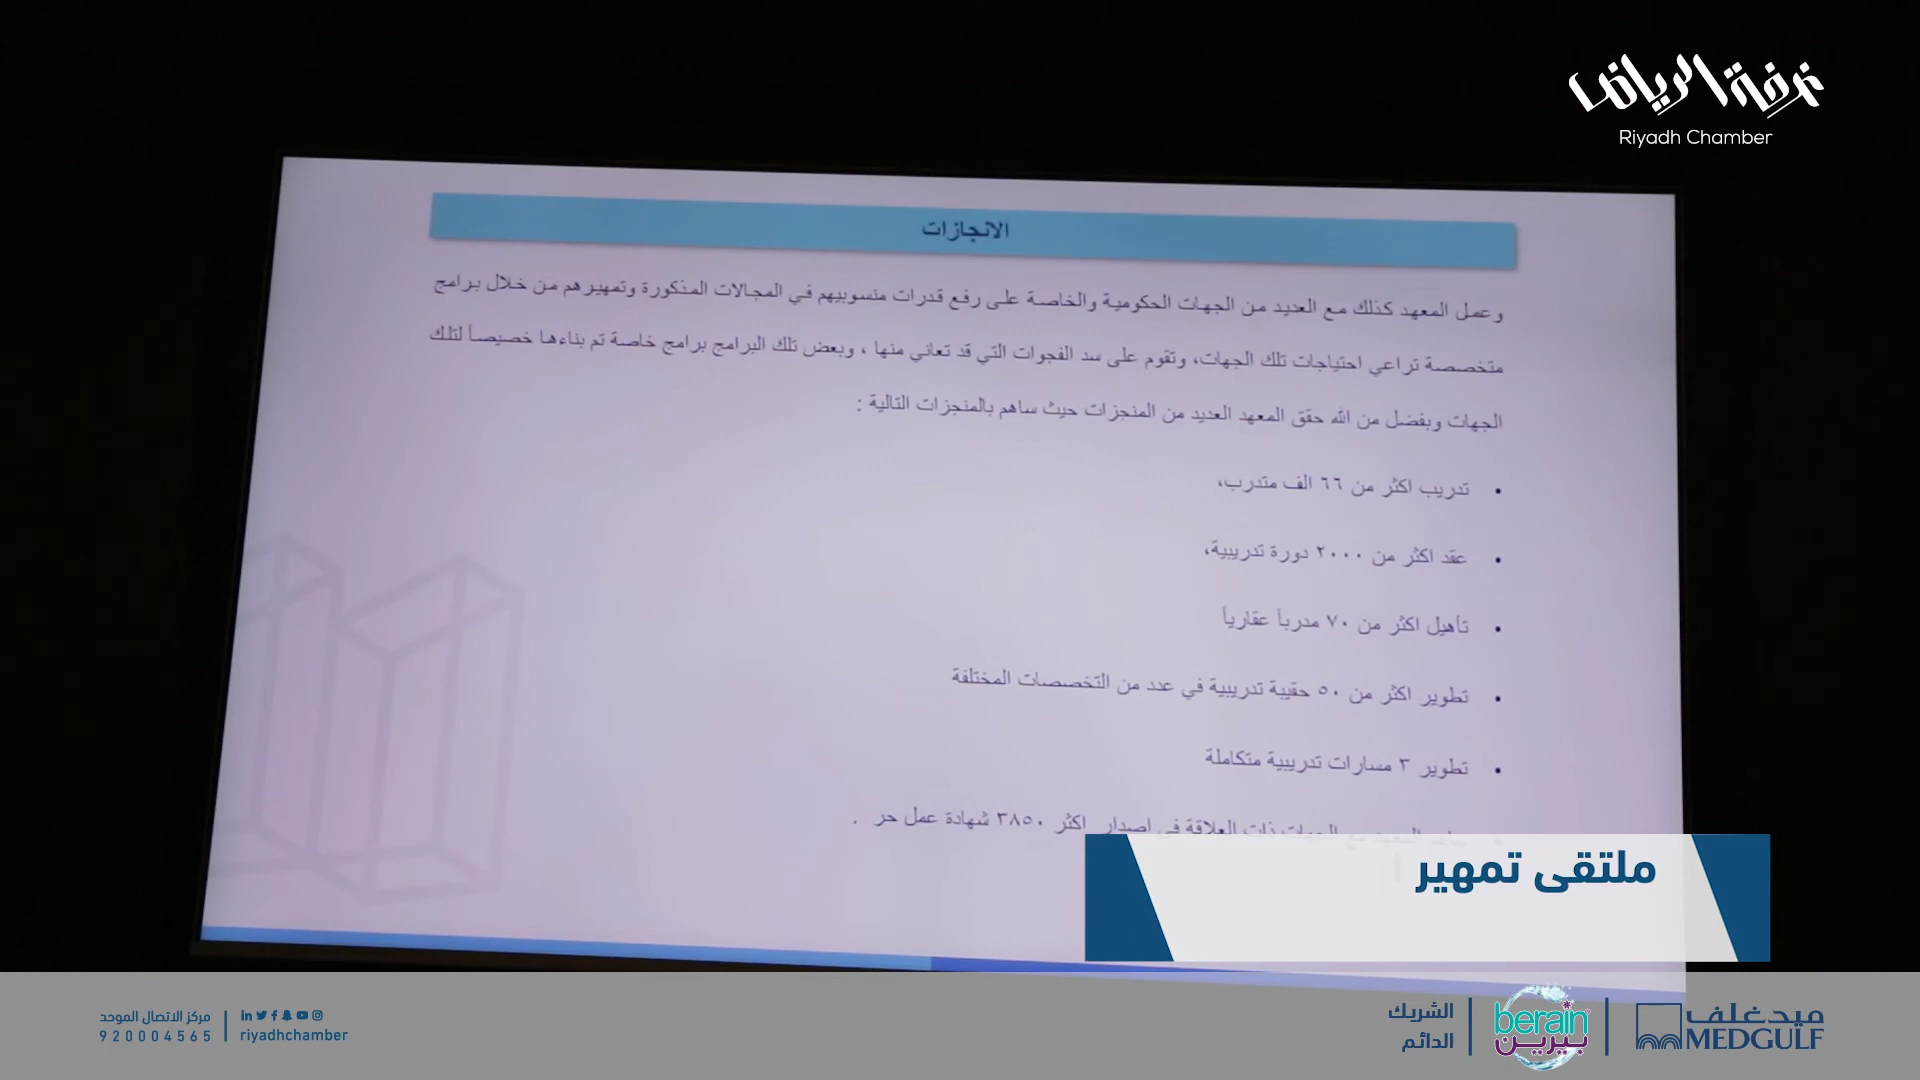 غرفة الرياض
Riyadh Chamber
الانجازات
وعمل المعهد كذلك مع العديد من الجهات الحكومية والخاصة على رفع قدرات منسوبيهم في المجالات المذكورة وتمهيرهم من خلال برامج
متخصصة تراعي احتياجات تلك الجهات، وتقوم على سد الفجوات التي قد تعاني منها ، وبعض تلك البرامج برامج خاصة تم بناءها خصيصاً لتلك
الجهات وبفضل من الله حقق المعهد العديد من المنجزات حيث ساهم بالمنجزات التالية :
• تدريب اكثر من ٦٦ الف متدرب،
• عقد اكثر من ٢٠٠٠ دورة تدريبية،
• تأهيل اكثر من ٧٠ مدرباً عقارياً
• تطوير اكثر من ٥٠ حقيبة تدريبية في عدد من التخصصات المختلفة
• تطوير ٣ مسارات تدريبية متكاملة
الجهات ذات العلاقة في اصدار اكثر ٣٨٥٠ شهادة عمل حر .
ملتقى تمهير
مركز الاتصال الموحد
920004565
riyadhchamber
الشريك
الدائم
berain
بيرين
ميدغلف
MEDGULF